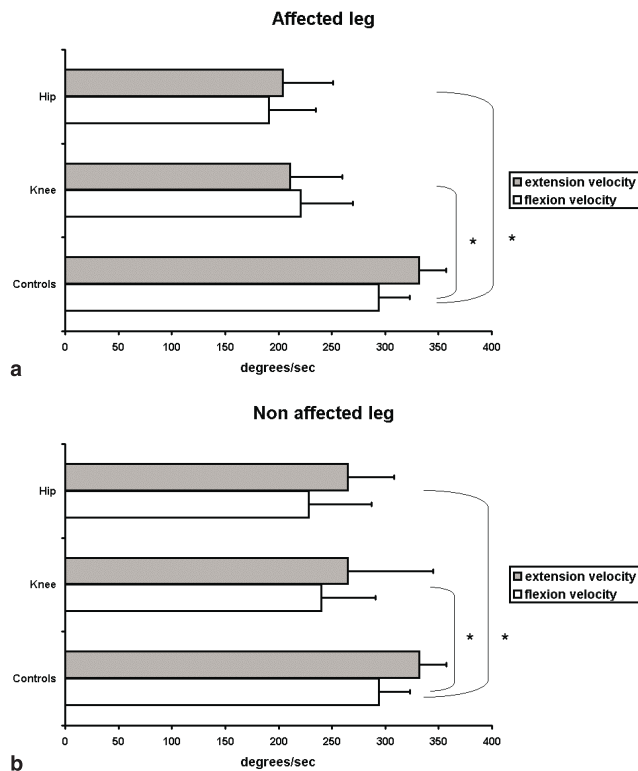 Affected leg
Hip
Knee
Controls
extension velocity
flexion velocity
*
*
0 50 100 150 200 250 300 350 400
degrees/sec
a
Non affected leg
Hip
Knee
Controls
extension velocity
flexion velocity
*
*
0 50 100 150 200 250 300 350 400
degrees/sec
b